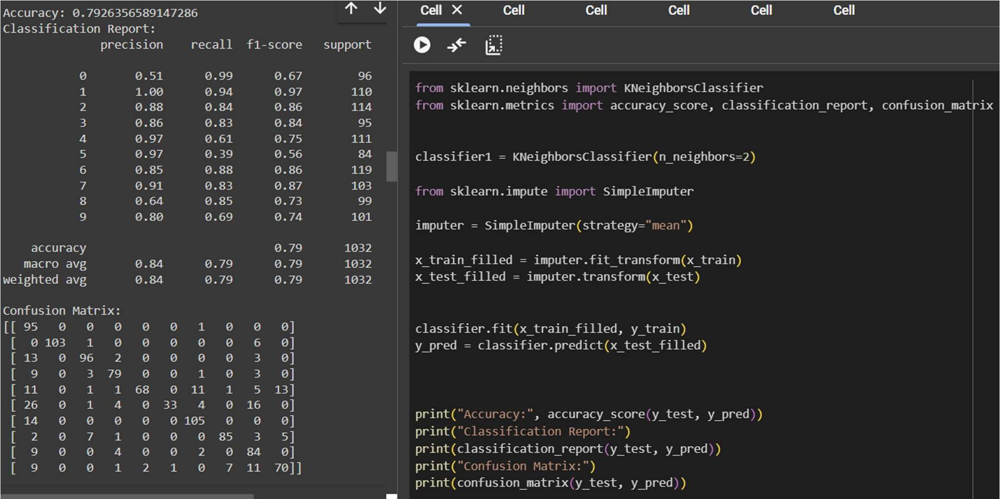 Accuracy: 0.7926356589147286
Classification Report:
precision recall f1-score support
0 0.51 0.99 0.67 96
1 1.00 0.94 0.97 110
2 0.88 0.84 0.86 114
3 0.86 0.83 0.84 95
4 0.97 0.61 0.75 111
5 0.97 0.39 0.56 84
6 0.85 0.88 0.86 119
7 0.91 0.83 0.87 103
8 0.64 0.85 0.73 99
9 0.80 0.69 0.74 101
accuracy 0.79 1032
macro avg 0.84 0.79 0.79 1032
weighted avg 0.84 0.79 0.79 1032
Confusion Matrix:
[[ 95 0 0 0 0 0 1 0 0 0]
[ 0 103 1 0 0 0 0 0 6 0]
[ 13 0 96 2 0 0 0 0 3 0]
[ 9 0 3 79 0 0 1 0 3 0]
[ 11 0 1 1 68 0 11 1 5 13]
[ 26 0 1 4 0 33 4 0 16 0]
[ 14 0 0 0 0 0 105 0 0 0]
[ 2 0 7 1 0 0 0 85 3 5]
[ 9 0 0 4 0 0 2 0 84 0]
[ 9 0 0 1 2 1 0 7 11 70]]
Cell Cell Cell Cell Cell Cell
from sklearn.neighbors import KNeighborsClassifier
from sklearn.metrics import accuracy_score, classification_report, confusion_matrix
classifier1 = KNeighborsClassifier(n_neighbors=2)
from sklearn.impute import SimpleImputer
imputer = SimpleImputer(strategy="mean")
x_train_filled = imputer.fit_transform(x_train)
x_test_filled = imputer.transform(x_test)
classifier.fit(x_train_filled, y_train)
y_pred = classifier.predict(x_test_filled)
print("Accuracy:", accuracy_score(y_test, y_pred))
print("Classification Report:")
print(classification_report(y_test, y_pred))
print("Confusion Matrix:")
print(confusion_matrix(y_test, y_pred))